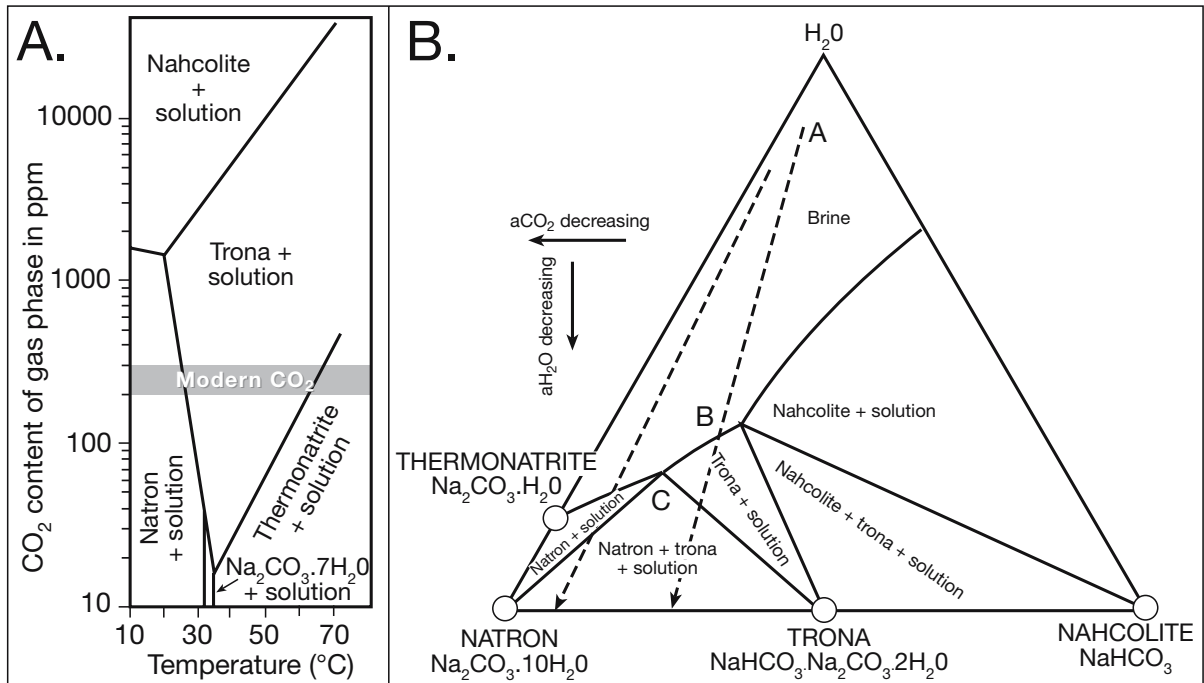 A.
Nahcolite
+
solution
Trona +
solution
Modern CO₂
Natron
+ solution
Thermonatrite
+ solution
Na₂CO₃.7H₂0
+ solution
CO₂ content of gas phase in ppm
10000
1000
100
10
10 30 50 70
Temperature (°C)
B.
H₂0
A
Brine
aCO₂ decreasing
aH₂O decreasing
B
Nahcolite + solution
THERMONATRITE
Na₂CO₃.H₂0
C
Natron + solution
Natron + trona
+ solution
Trona + solution
Nahcolite + trona + solution
NATRON
Na₂CO₃.10H₂0
TRONA
NaHCO₃.Na₂CO₃.2H₂0
NAHCOLITE
NaHCO₃